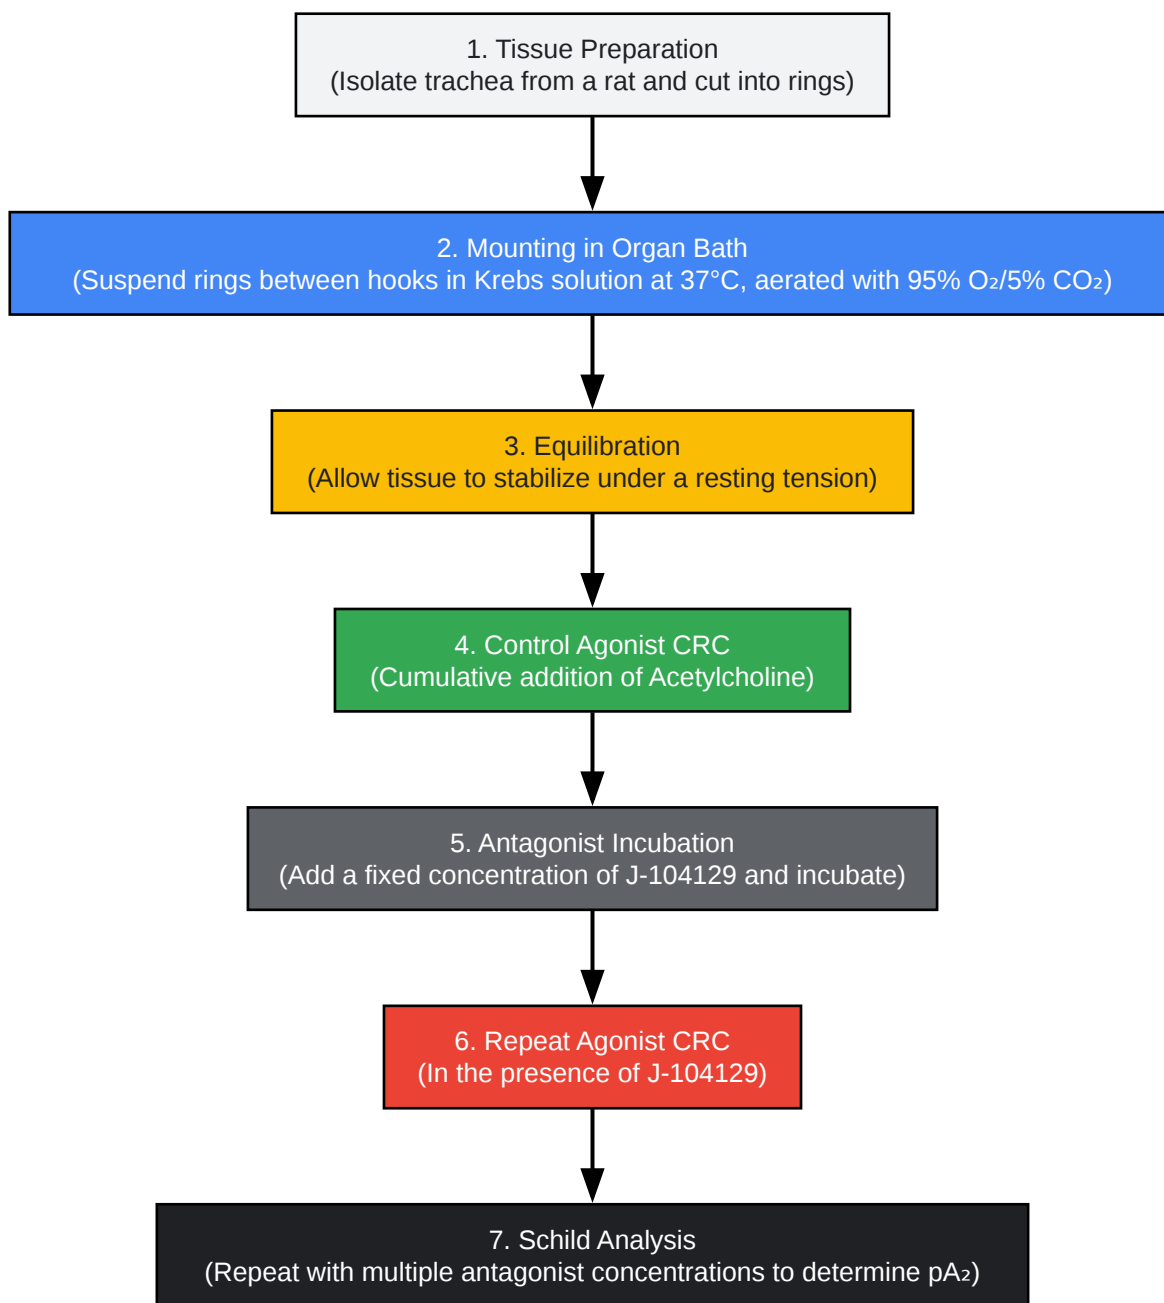 1. Tissue Preparation
(Isolate trachea from a rat and cut into rings)
2. Mounting in Organ Bath
(Suspend rings between hooks in Krebs solution at 37°C, aerated with 95% O₂/5% CO₂)
3. Equilibration
(Allow tissue to stabilize under a resting tension)
4. Control Agonist CRC
(Cumulative addition of Acetylcholine)
5. Antagonist Incubation
(Add a fixed concentration of J-104129 and incubate)
6. Repeat Agonist CRC
(In the presence of J-104129)
7. Schild Analysis
(Repeat with multiple antagonist concentrations to determine pA₂)